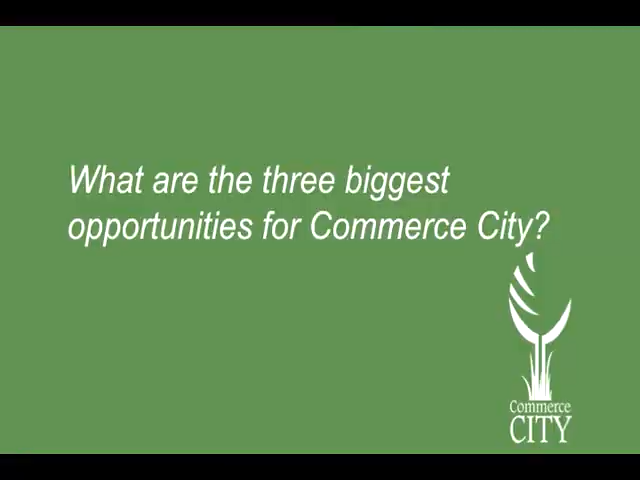 What are the three biggest
opportunities for Commerce City?
Commerce
CITY